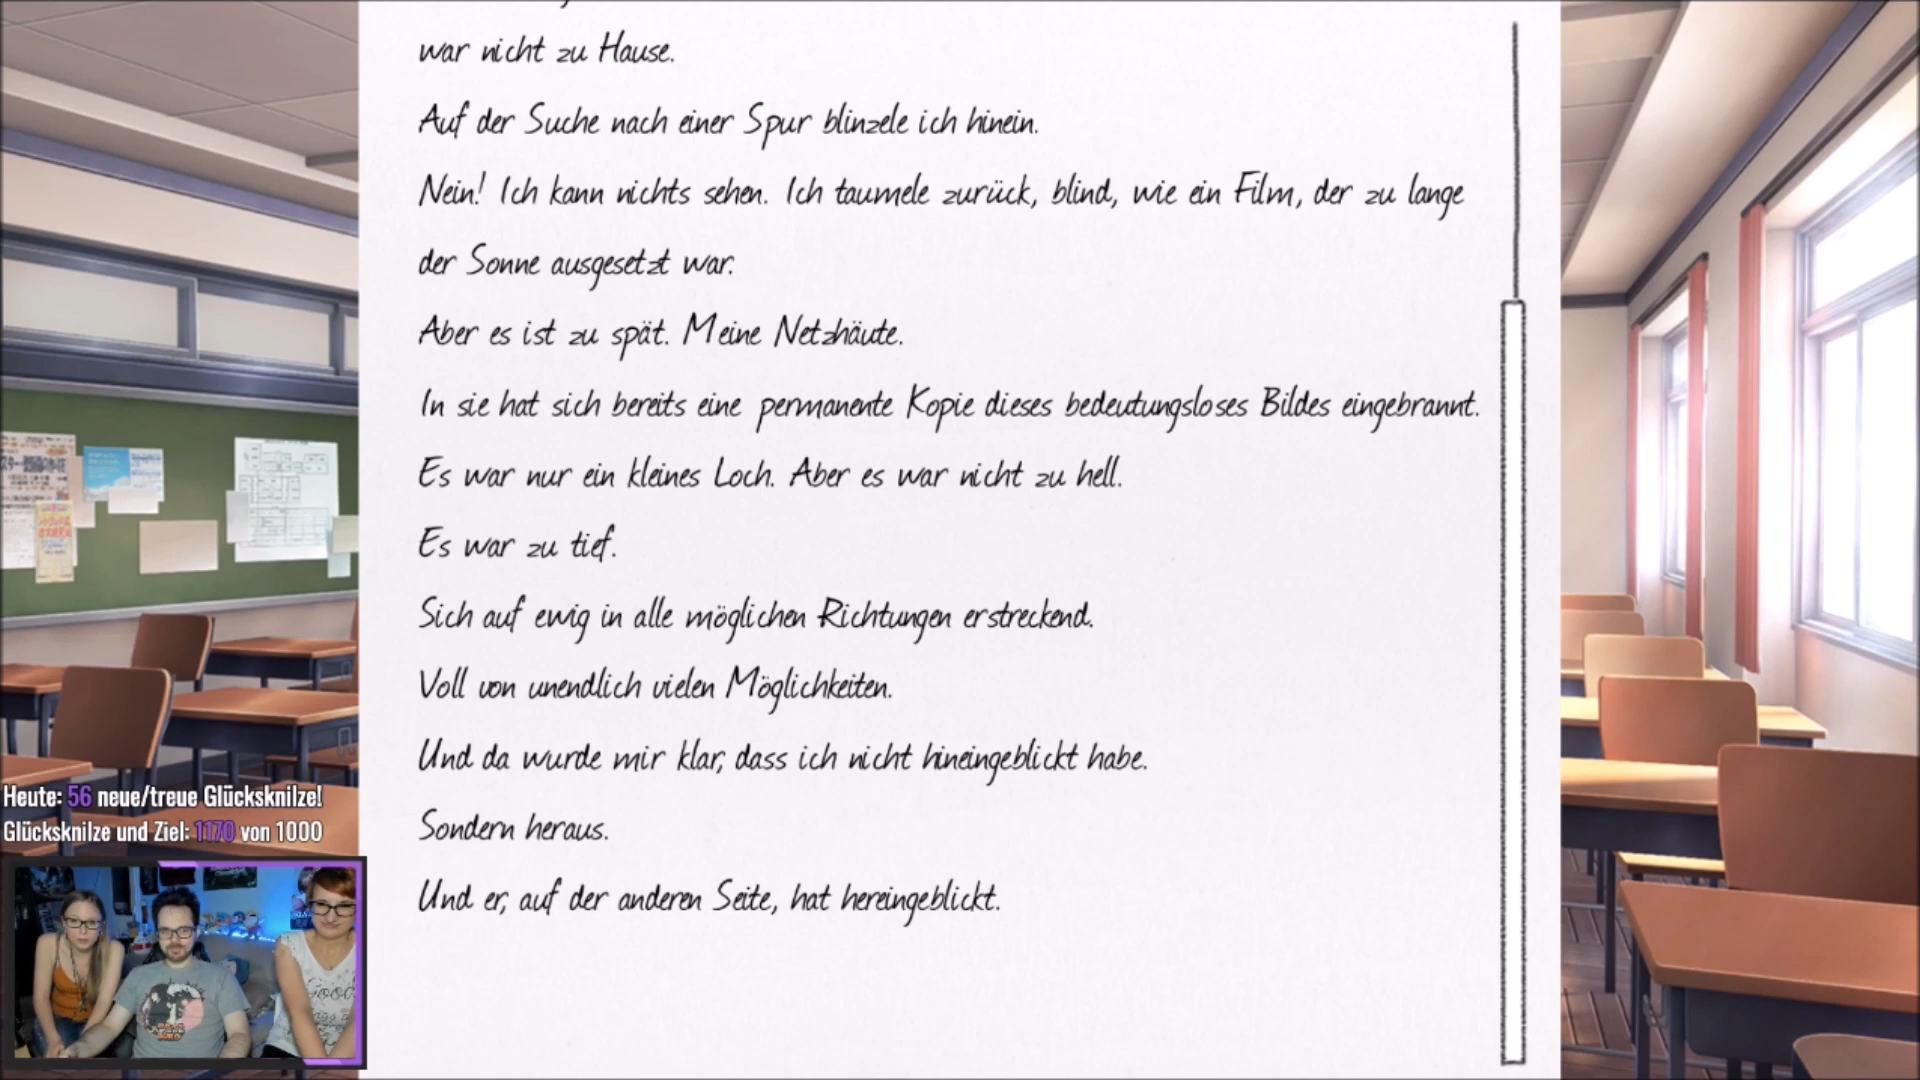 war nicht zu Hause.
Auf der Suche nach einer Spur blinzele ich hinein.
Nein! Ich kann nichts sehen. Ich taumele zurück, blind, wie ein Film, der zu lange
der Sonne ausgesetzt war.
Aber es ist zu spät. Meine Netzhäute.
In sie hat sich bereits eine permanente Kopie dieses bedeutungsloses Bildes eingebrannt.
Es war nur ein kleines Loch. Aber es war nicht zu hell.
Es war zu tief.
Sich auf ewig in alle möglichen Richtungen erstreckend.
Voll von unendlich vielen Möglichkeiten.
Und da wurde mir klar, dass ich nicht hineingeblickt habe.
Sondern heraus.
Und er, auf der anderen Seite, hat hereingeblickt.
Heute: 56 neue/treue Glücksknilze!
Glücksknilze und Ziel: 1170 von 1000